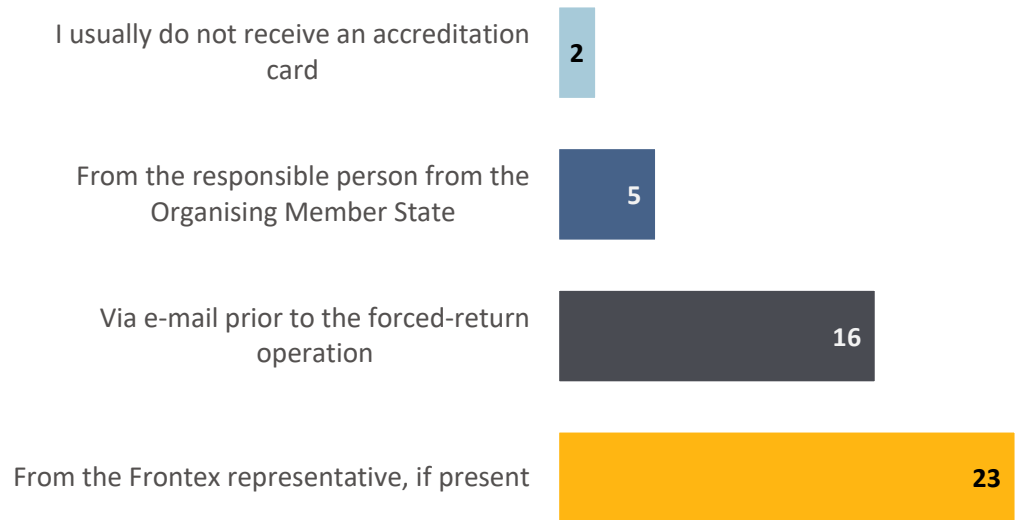 I usually do not receive an accreditation
card
2
From the responsible person from the
Organising Member State
5
Via e-mail prior to the forced-return
operation
16
From the Frontex representative, if present
23